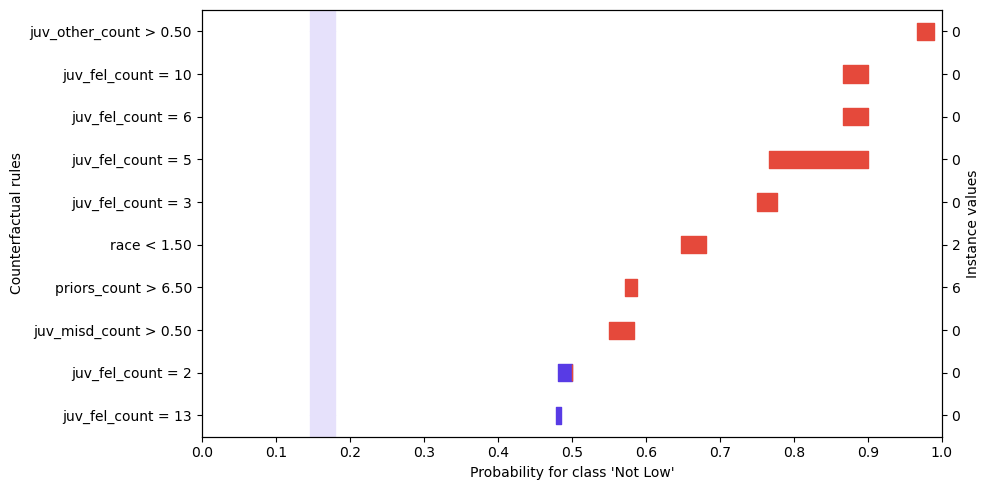 Counterfactual rules
juv_other_count > 0.50 0
juv_fel_count = 10 0
juv_fel_count = 6 0
juv_fel_count = 5 0
juv_fel_count = 3 0
race < 1.50 2
priors_count > 6.50 6
juv_misd_count > 0.50 0
juv_fel_count = 2 0
juv_fel_count = 13 0
Instance values
0.0 0.1 0.2 0.3 0.4 0.5 0.6 0.7 0.8 0.9 1.0
Probability for class 'Not Low'